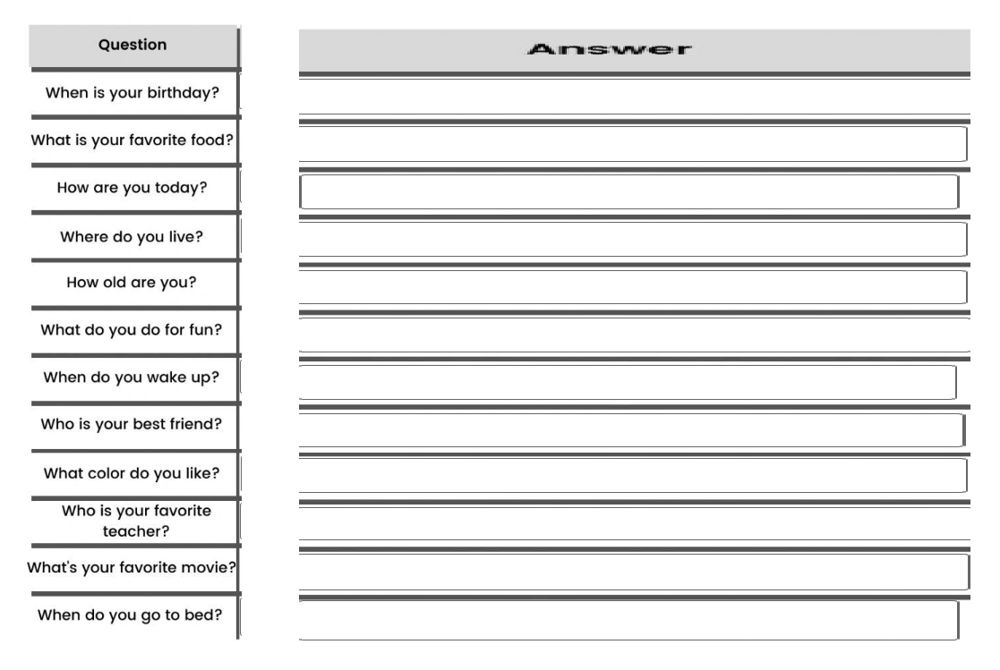 Question
Answer
When is your birthday?
What is your favorite food?
How are you today?
Where do you live?
How old are you?
What do you do for fun?
When do you wake up?
Who is your best friend?
What color do you like?
Who is your favorite
teacher?
What's your favorite movie?
When do you go to bed?